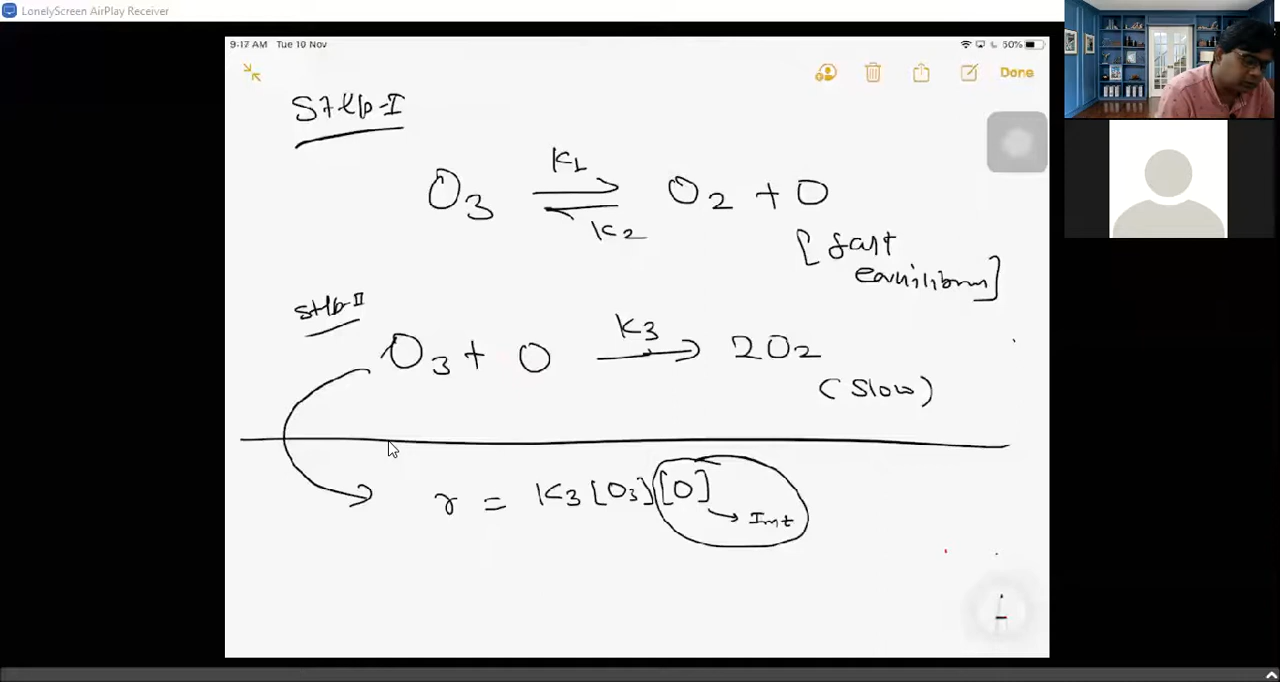 LonelyScreen AirPlay Receiver
9:17 AM Tue 10 Nov
50%
Done
Step-I
O3 ⇌ O2 + O
K1
K2
[fast
equilibrium]
Step-II
O3 + O → 2O2
K3
(Slow)
r = K3[O3][O]
→ Int